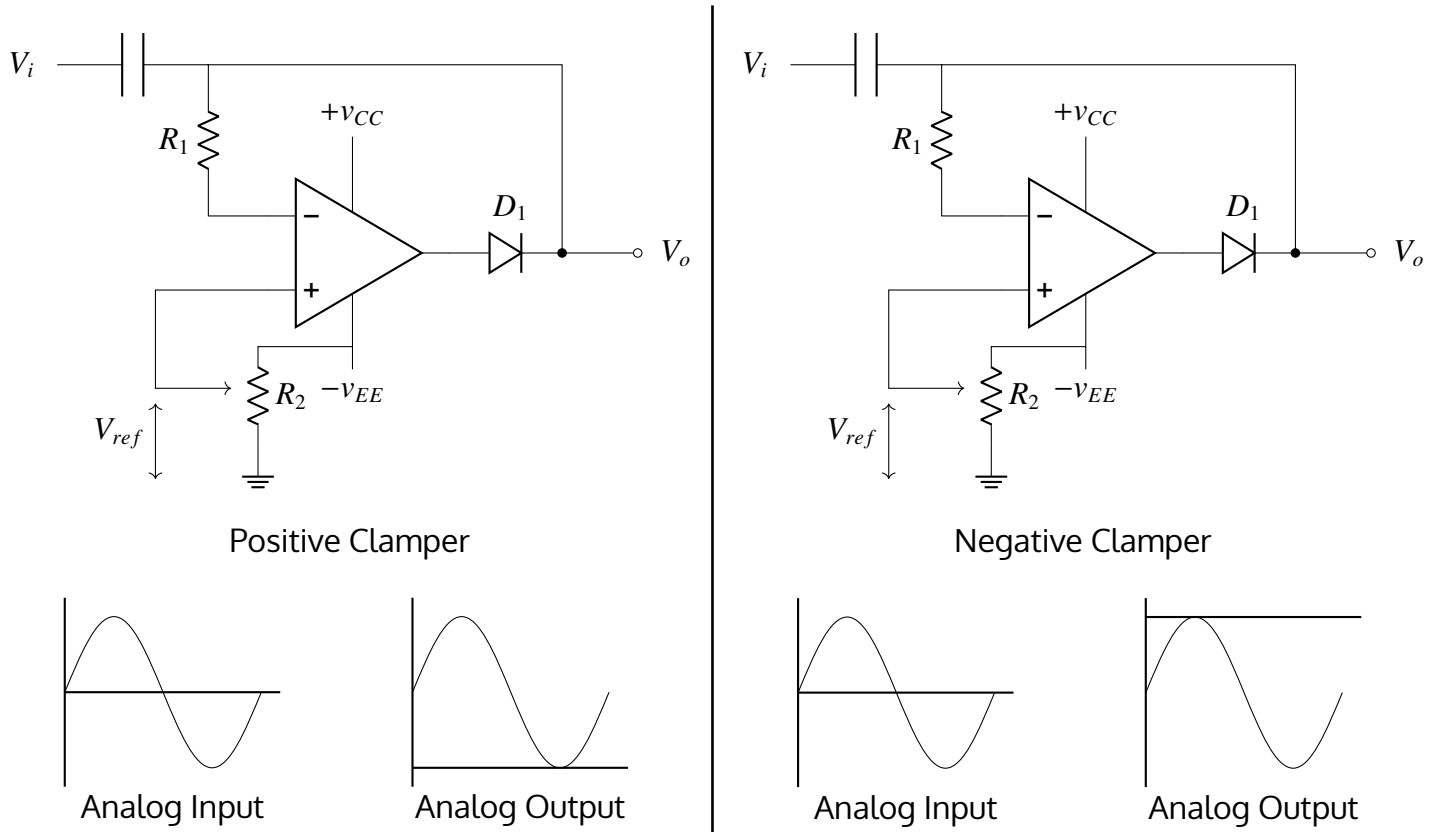 V_i
R_1
+v_CC
−
+
D_1
V_o
R_2
−v_EE
V_ref
Positive Clamper
Analog Input
Analog Output
V_i
R_1
+v_CC
−
+
D_1
V_o
R_2
−v_EE
V_ref
Negative Clamper
Analog Input
Analog Output